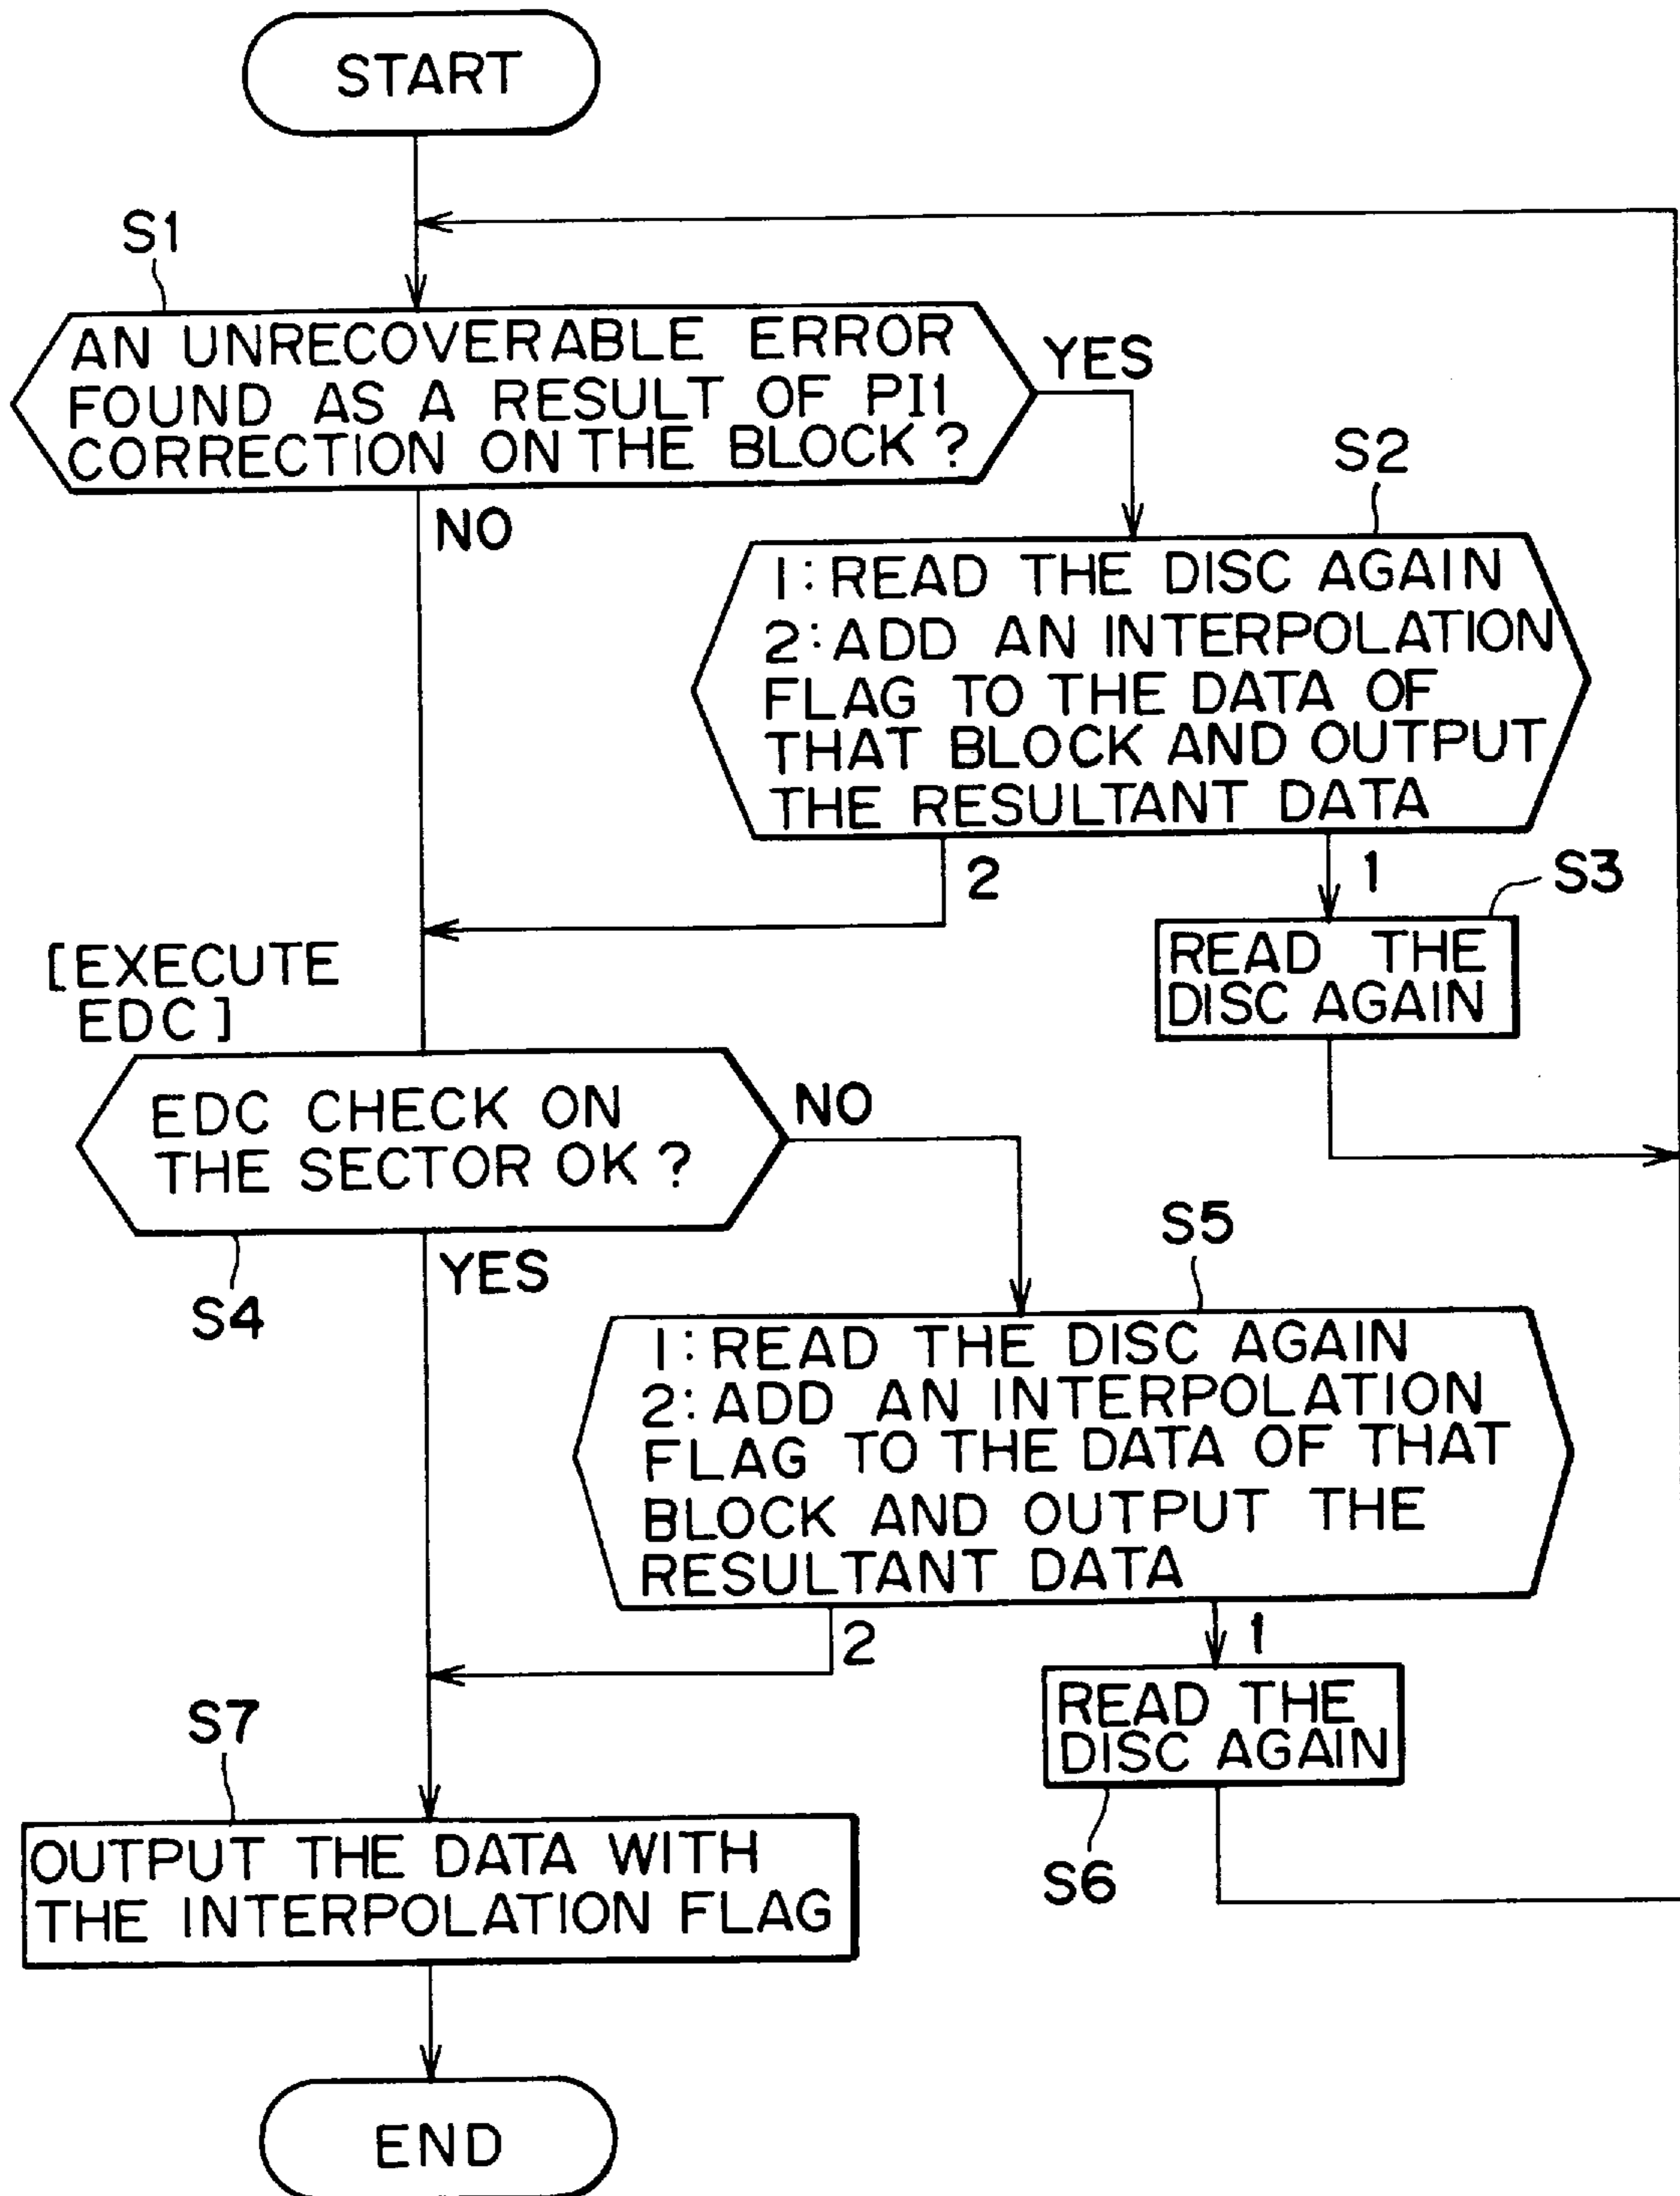 START
S1
AN UNRECOVERABLE ERROR
FOUND AS A RESULT OF PI1
CORRECTION ON THE BLOCK ?
YES
NO
S2
1 : READ THE DISC AGAIN
2 : ADD AN INTERPOLATION
FLAG TO THE DATA OF
THAT BLOCK AND OUTPUT
THE RESULTANT DATA
2
1
S3
READ THE
DISC AGAIN
[EXECUTE
EDC]
EDC CHECK ON
THE SECTOR OK ?
NO
YES
S4
S5
1 : READ THE DISC AGAIN
2 : ADD AN INTERPOLATION
FLAG TO THE DATA OF THAT
BLOCK AND OUTPUT THE
RESULTANT DATA
2
1
READ THE
DISC AGAIN
S6
S7
OUTPUT THE DATA WITH
THE INTERPOLATION FLAG
END